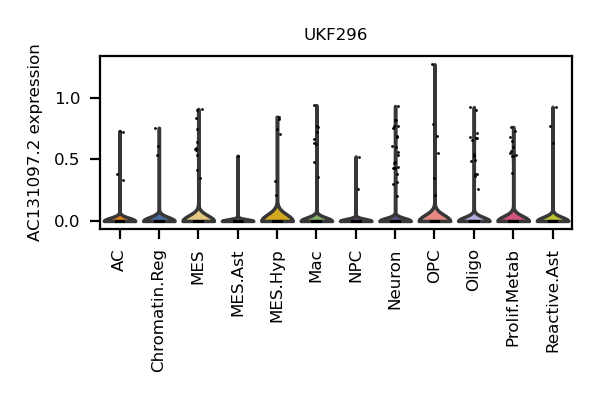 UKF296
AC131097.2 expression
1.0
0.5
0.0
AC
Chromatin.Reg
MES
MES.Ast
MES.Hyp
Mac
NPC
Neuron
OPC
Oligo
Prolif.Metab
Reactive.Ast